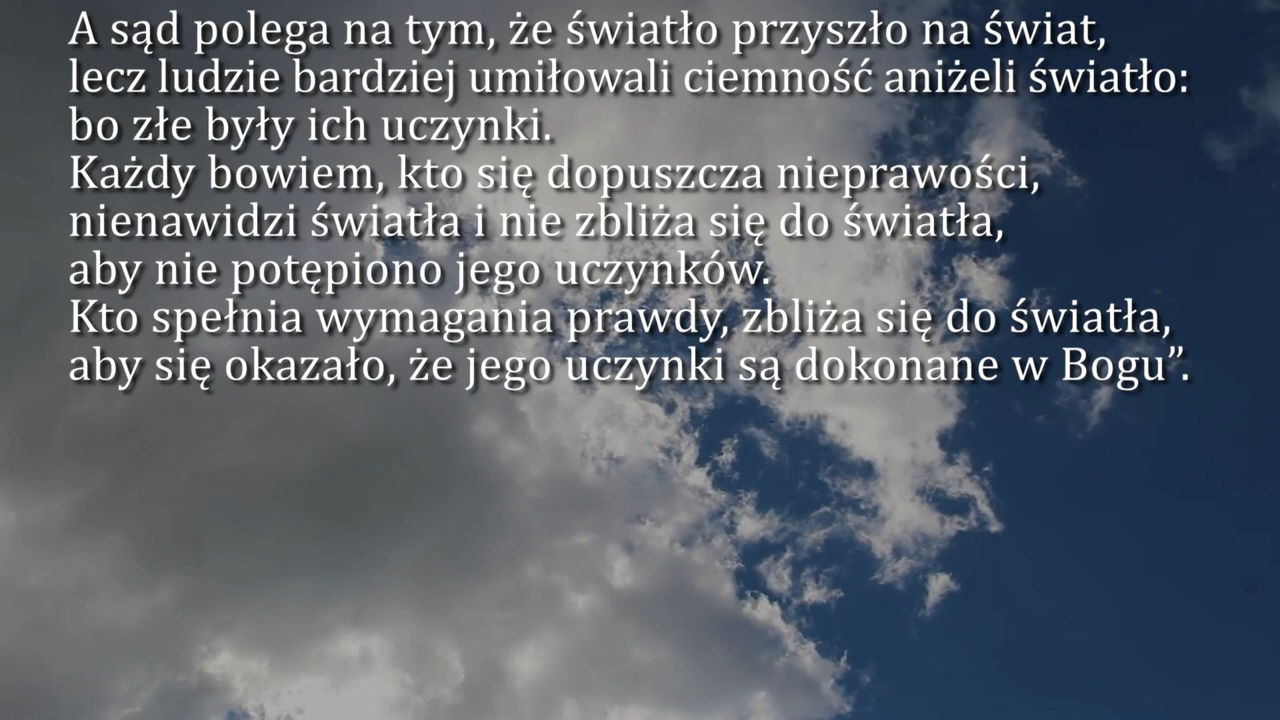 A sąd polega na tym, że światło przyszło na świat,
lecz ludzie bardziej umiłowali ciemność aniżeli światło:
bo złe były ich uczynki.
Każdy bowiem, kto się dopuszcza nieprawości,
nienawidzi światła i nie zbliża się do światła,
aby nie potępiono jego uczynków.
Kto spełnia wymagania prawdy, zbliża się do światła,
aby się okazało, że jego uczynki są dokonane w Bogu”.